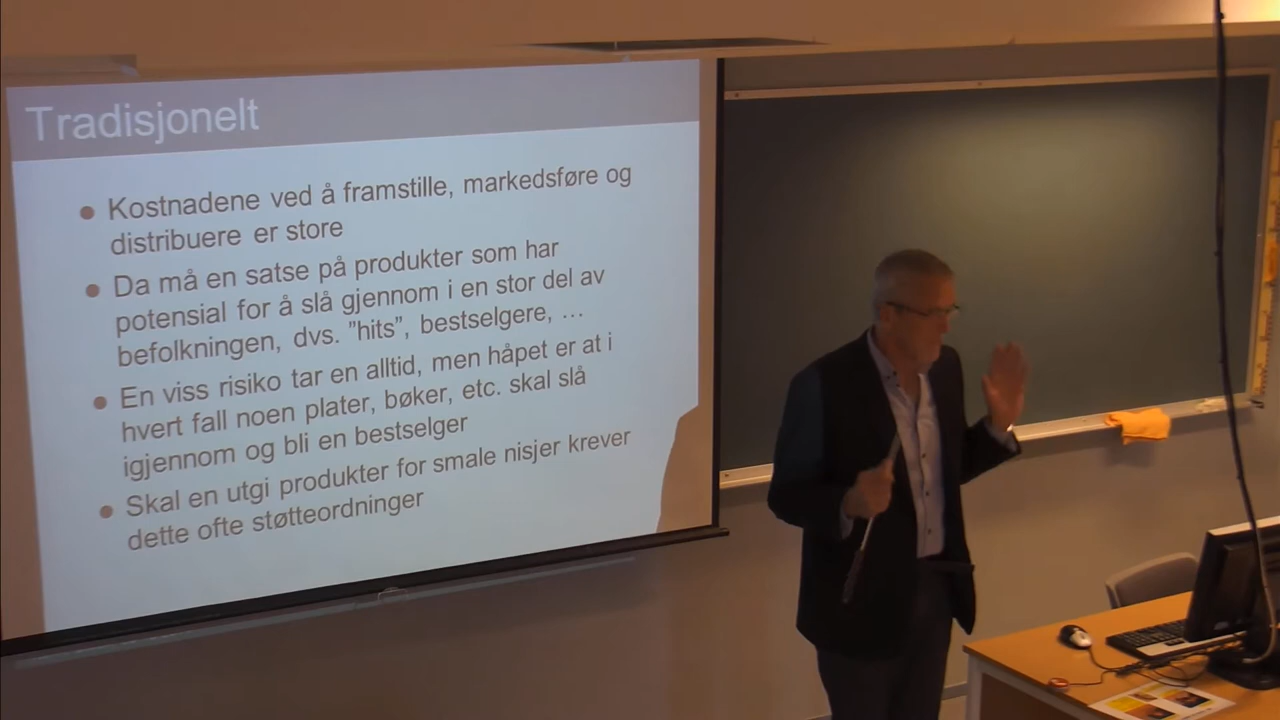 Tradisjonelt
Kostnadene ved å framstille, markedsføre og
distribuere er store
Da må en satse på produkter som har
potensial for å slå gjennom i en stor del av
befolkningen, dvs. ”hits”, bestselgere, …
En viss risiko tar en alltid, men håpet er at i
hvert fall noen plater, bøker, etc. skal slå
igjennom og bli en bestselger
Skal en utgi produkter for smale nisjer krever
dette ofte støtteordninger